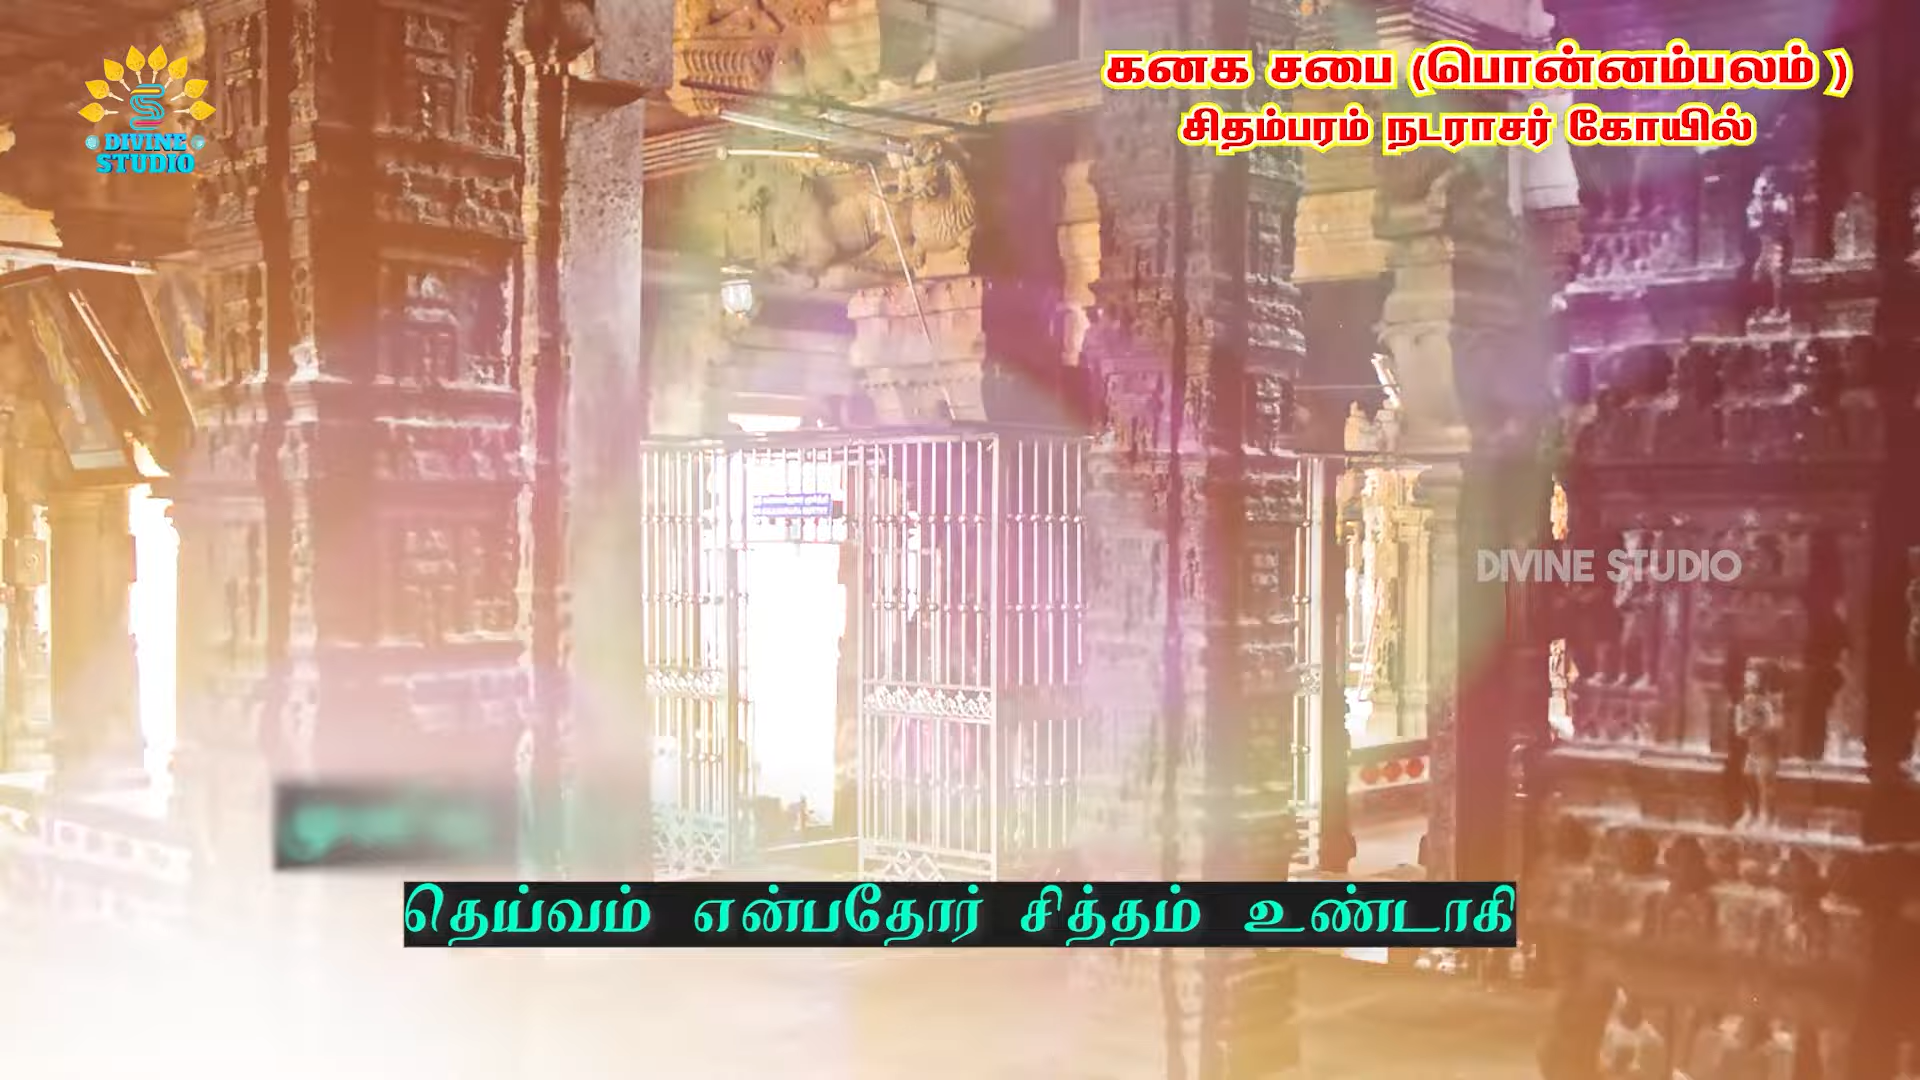 DIVINE
STUDIO
கனக சபை (பொன்னம்பலம் )
சிதம்பரம் நடராசர் கோயில்
DIVINE STUDIO
தெய்வம் என்பதோர் சித்தம் உண்டாகி